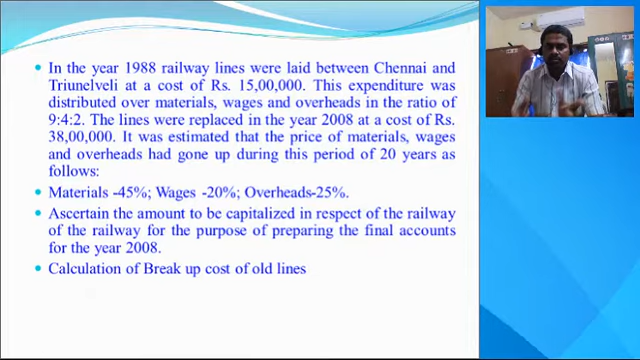 In the year 1988 railway lines were laid between Chennai and
Triunelveli at a cost of Rs. 15,00,000. This expenditure was
distributed over materials, wages and overheads in the ratio of
9:4:2. The lines were replaced in the year 2008 at a cost of Rs.
38,00,000. It was estimated that the price of materials, wages
and overheads had gone up during this period of 20 years as
follows:
Materials -45%; Wages -20%; Overheads-25%.
Ascertain the amount to be capitalized in respect of the railway
of the railway for the purpose of preparing the final accounts
for the year 2008.
Calculation of Break up cost of old lines